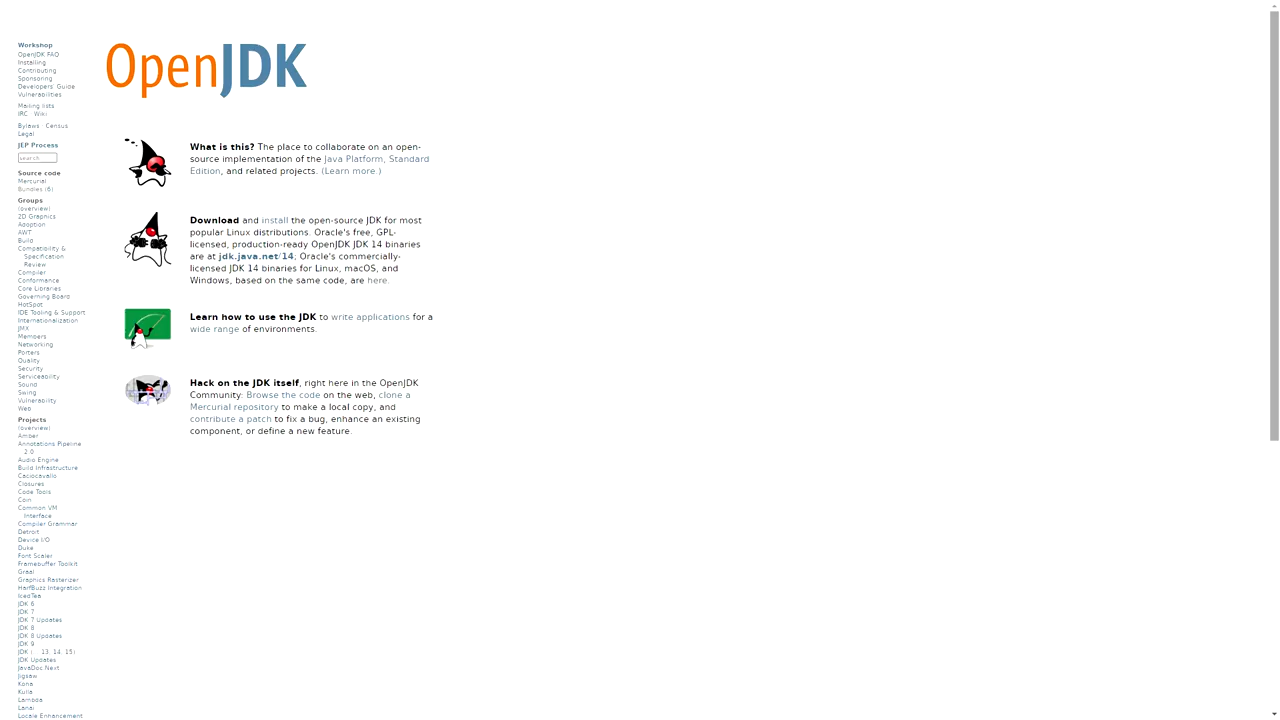 Workshop
OpenJDK FAQ
Installing
Contributing
Sponsoring
Developers' Guide
Vulnerabilities
Mailing lists
IRC · Wiki
Bylaws · Census
Legal
JEP Process
search
Source code
Mercurial
Bundles (6)
Groups
(overview)
2D Graphics
Adoption
AWT
Build
Compatibility &
Specification
Review
Compiler
Conformance
Core Libraries
Governing Board
HotSpot
IDE Tooling & Support
Internationalization
JMX
Members
Networking
Porters
Quality
Security
Serviceability
Sound
Swing
Vulnerability
Web
Projects
(overview)
Amber
Annotations Pipeline
2.0
Audio Engine
Build Infrastructure
Caciocavallo
Closures
Code Tools
Coin
Common VM
Interface
Compiler Grammar
Detroit
Device I/O
Duke
Font Scaler
Framebuffer Toolkit
Graal
Graphics Rasterizer
HarfBuzz Integration
IcedTea
JDK 6
JDK 7
JDK 7 Updates
JDK 8
JDK 8 Updates
JDK 9
JDK (… 13, 14, 15)
JDK Updates
JavaDoc.Next
Jigsaw
Kona
Kulla
Lambda
Lanai
Locale Enhancement
OpenJDK
What is this? The place to collaborate on an open-
source implementation of the Java Platform, Standard
Edition, and related projects. (Learn more.)
Download and install the open-source JDK for most
popular Linux distributions. Oracle's free, GPL-
licensed, production-ready OpenJDK JDK 14 binaries
are at jdk.java.net/14; Oracle's commercially-
licensed JDK 14 binaries for Linux, macOS, and
Windows, based on the same code, are here.
Learn how to use the JDK to write applications for a
wide range of environments.
Hack on the JDK itself, right here in the OpenJDK
Community: Browse the code on the web, clone a
Mercurial repository to make a local copy, and
contribute a patch to fix a bug, enhance an existing
component, or define a new feature.